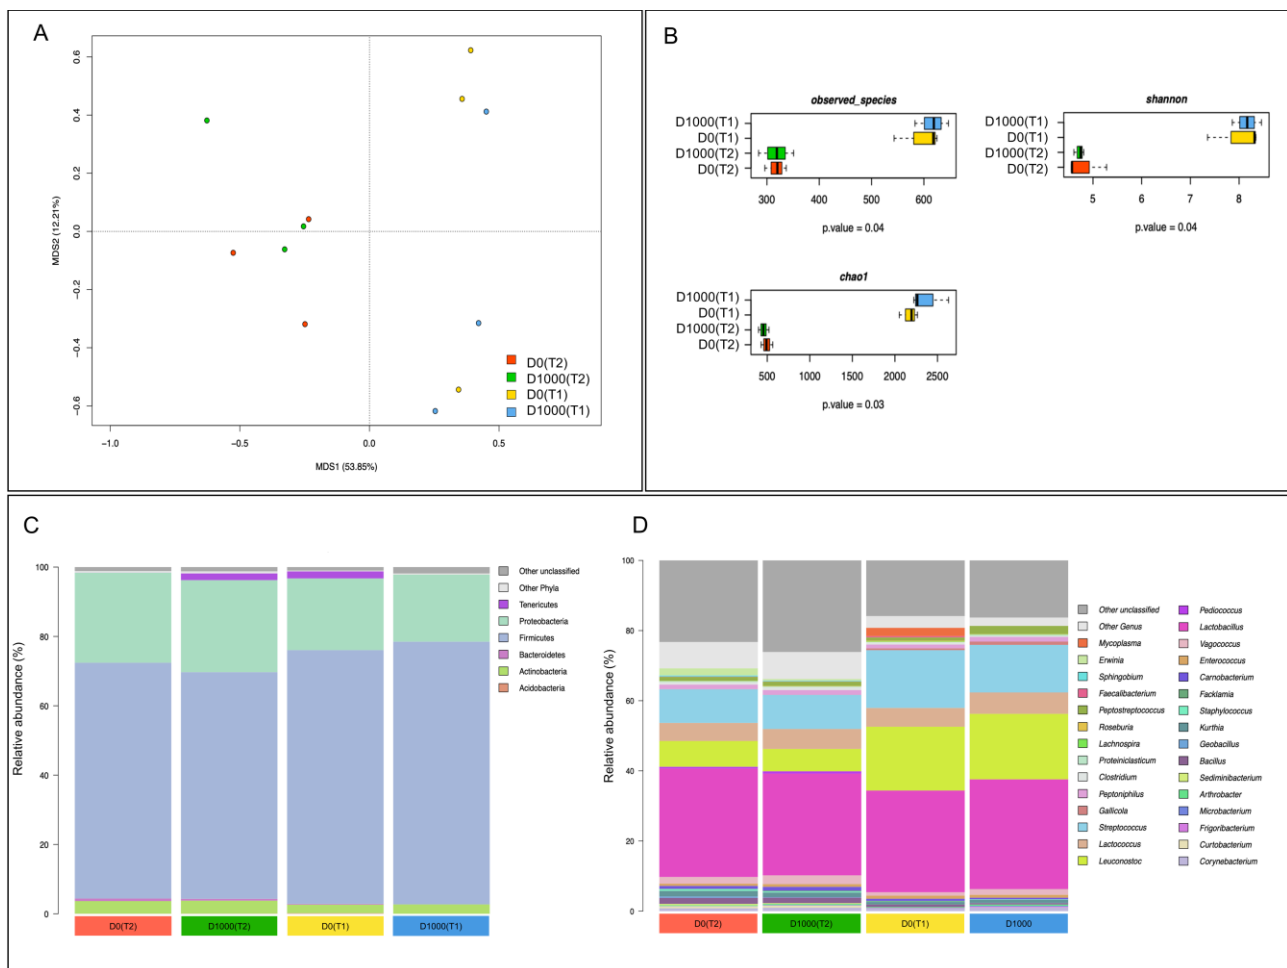 A
0.6
0.4
0.2
0.0
−0.2
−0.4
−0.6
MDS2 (12.21%)
−1.0
−0.5
0.0
0.5
MDS1 (53.85%)
D0(T2)
D1000(T2)
D0(T1)
D1000(T1)
B
observed_species
D1000(T1)
D0(T1)
D1000(T2)
D0(T2)
300
400
500
600
p.value = 0.04
shannon
D1000(T1)
D0(T1)
D1000(T2)
D0(T2)
5
6
7
8
p.value = 0.04
chao1
D1000(T1)
D0(T1)
D1000(T2)
D0(T2)
500
1000
1500
2000
2500
p.value = 0.03
C
100
80
60
40
20
0
Relative abundance (%)
D0(T2)
D1000(T2)
D0(T1)
D1000(T1)
Other unclassified
Other Phyla
Tenericutes
Proteobacteria
Firmicutes
Bacteroidetes
Actinobacteria
Acidobacteria
D
100
80
60
40
20
0
Relative abundance (%)
D0(T2)
D1000(T2)
D0(T1)
D1000
Other unclassified
Other Genus
Mycoplasma
Erwinia
Sphingobium
Faecalibacterium
Peptostreptococcus
Roseburia
Lachnospira
Proteiniclasticum
Clostridium
Peptoniphilus
Gallicola
Streptococcus
Lactococcus
Leuconostoc
Pediococcus
Lactobacillus
Vagococcus
Enterococcus
Carnobacterium
Facklamia
Staphylococcus
Kurthia
Geobacillus
Bacillus
Sediminibacterium
Arthrobacter
Microbacterium
Frigoribacterium
Curtobacterium
Corynebacterium